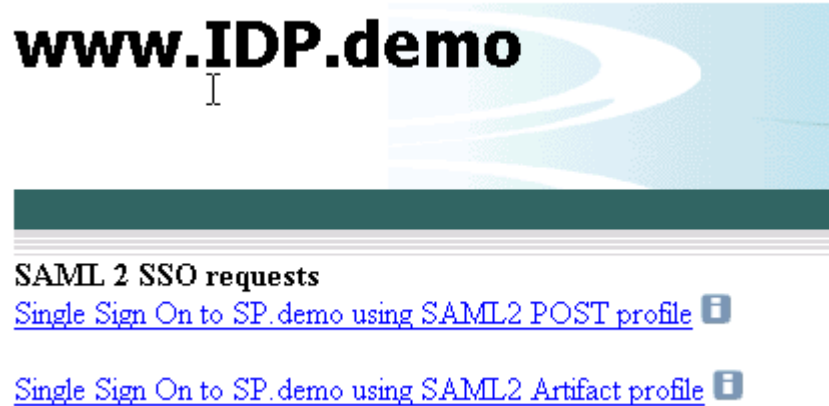 www.IDP.demo
SAML 2 SSO requests
Single Sign On to SP.demo using SAML2 POST profile
Single Sign On to SP.demo using SAML2 Artifact profile